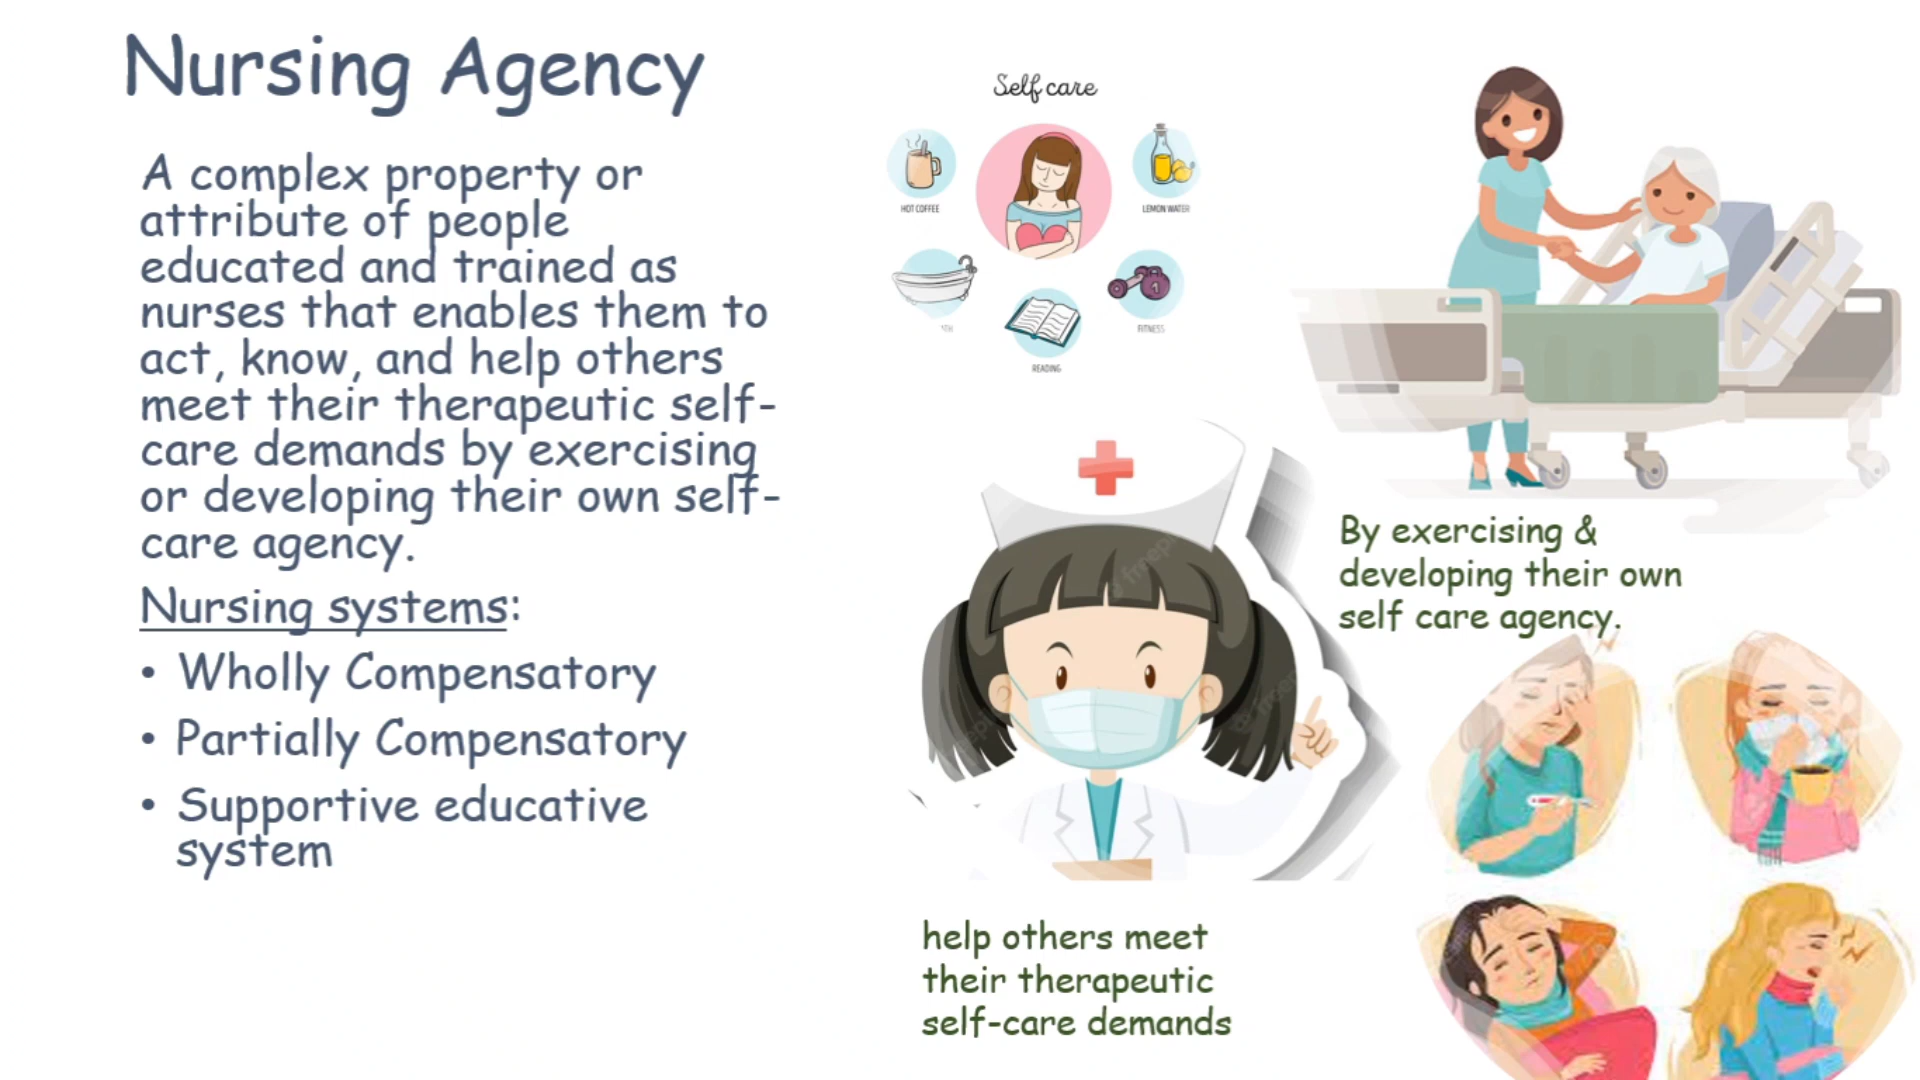 Nursing Agency
A complex property or
attribute of people
educated and trained as
nurses that enables them to
act, know, and help others
meet their therapeutic self-
care demands by exercising
or developing their own self-
care agency.
Nursing systems:
• Wholly Compensatory
• Partially Compensatory
• Supportive educative
system
Self care
HOT COFFEE
LEMON WATER
FITNESS
READING
By exercising &
developing their own
self care agency.
help others meet
their therapeutic
self-care demands